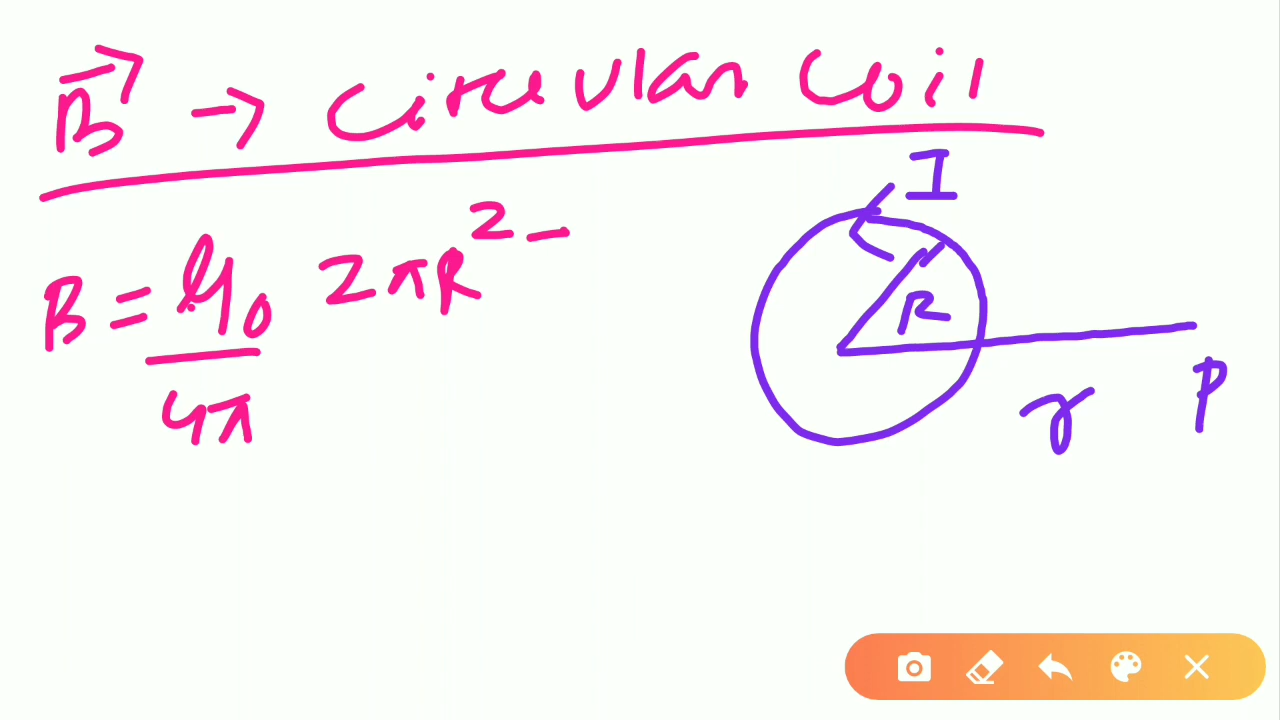 B → Circular coil
I
B = μ0/4π 2πR² -
R
r
P